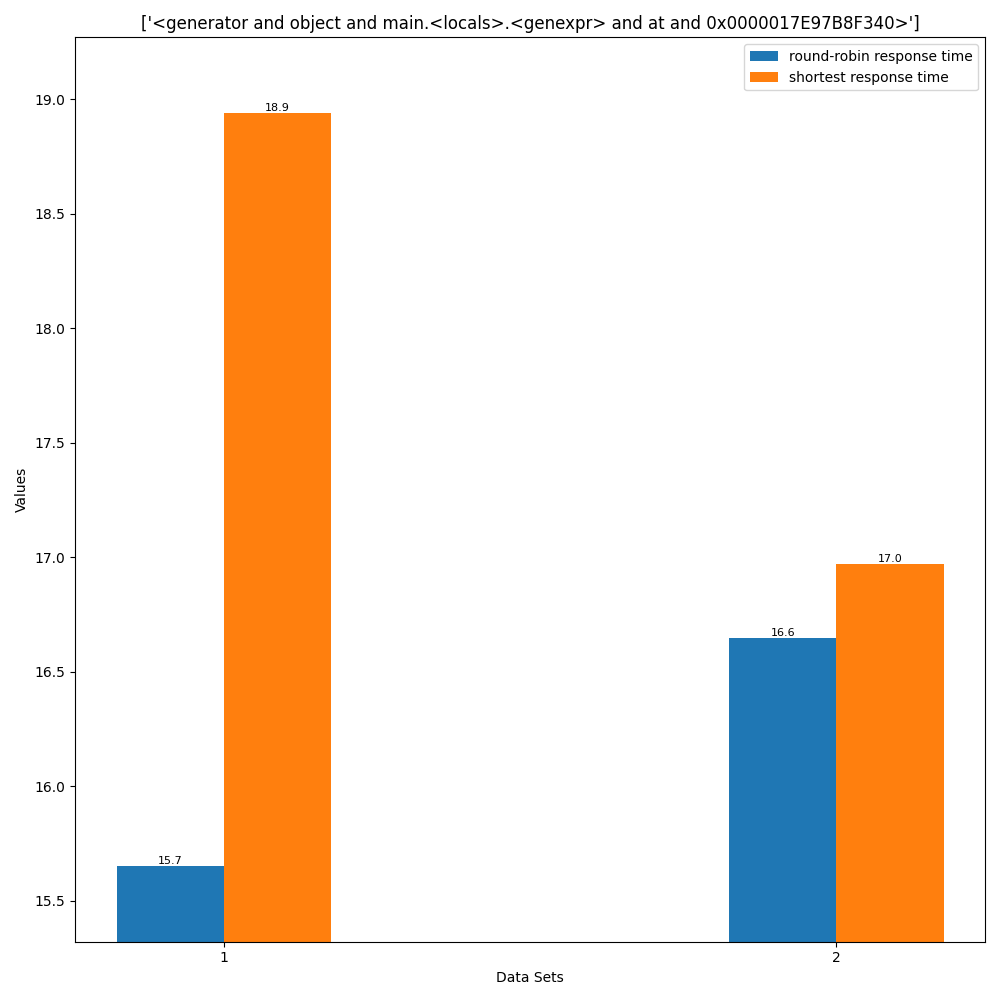 ['<generator and object and main.<locals>.<genexpr> and at and 0x0000017E97B8F340>']
round-robin response time
shortest response time
19.0
18.5
18.0
17.5
17.0
16.5
16.0
15.5
Values
18.9
15.7
17.0
16.6
1
2
Data Sets